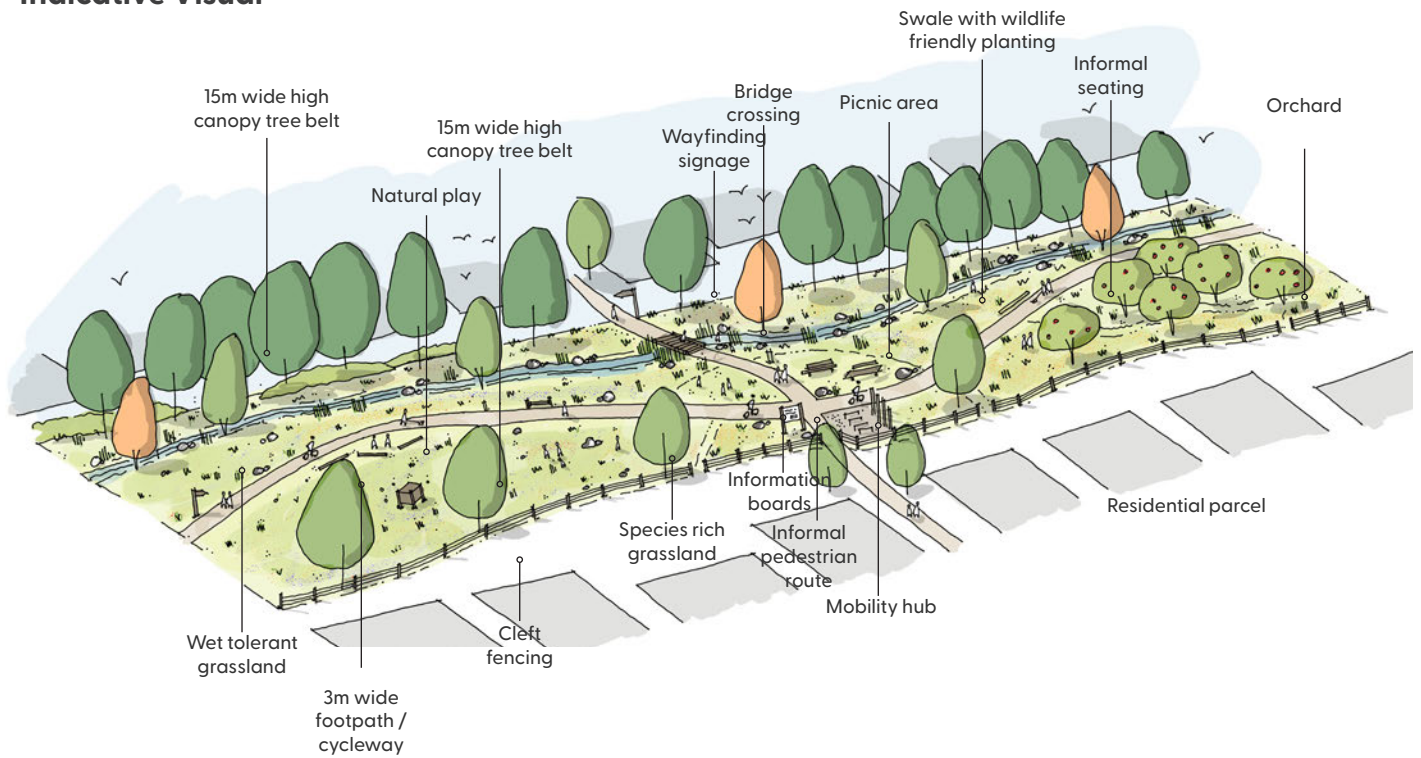 Indicative Visual
Swale with wildlife
friendly planting
Informal
seating
Orchard
15m wide high
canopy tree belt
Bridge
crossing
Picnic area
15m wide high
canopy tree belt
Wayfinding
signage
Natural play
Information
boards
Residential parcel
Species rich
grassland
Informal
pedestrian
route
Mobility hub
Wet tolerant
grassland
Cleft
fencing
3m wide
footpath /
cycleway